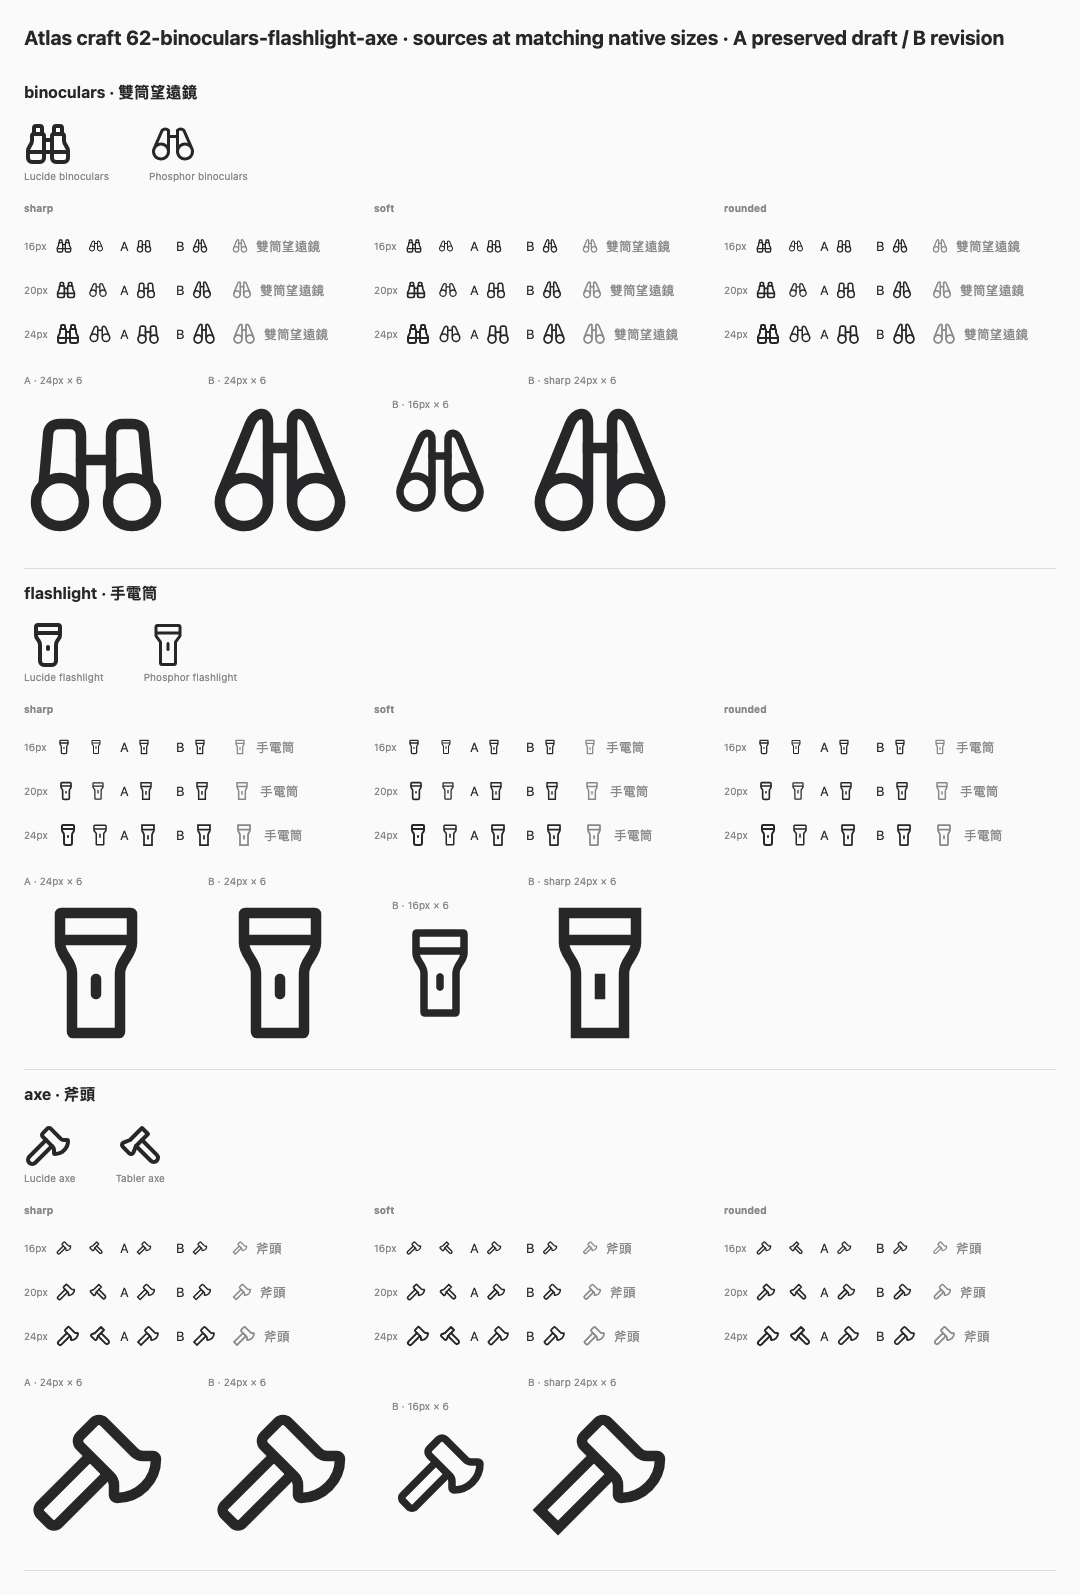 Atlas craft 62-binoculars-flashlight-axe · sources at matching native sizes · A preserved draft / B revision
binoculars · 雙筒望遠鏡
Lucide binoculars Phosphor binoculars
sharp soft rounded
16px A B 雙筒望遠鏡 16px A B 雙筒望遠鏡 16px A B 雙筒望遠鏡
20px A B 雙筒望遠鏡 20px A B 雙筒望遠鏡 20px A B 雙筒望遠鏡
24px A B 雙筒望遠鏡 24px A B 雙筒望遠鏡 24px A B 雙筒望遠鏡
A · 24px × 6 B · 24px × 6 B · 16px × 6 B · sharp 24px × 6
flashlight · 手電筒
Lucide flashlight Phosphor flashlight
sharp soft rounded
16px A B 手電筒 16px A B 手電筒 16px A B 手電筒
20px A B 手電筒 20px A B 手電筒 20px A B 手電筒
24px A B 手電筒 24px A B 手電筒 24px A B 手電筒
A · 24px × 6 B · 24px × 6 B · 16px × 6 B · sharp 24px × 6
axe · 斧頭
Lucide axe Tabler axe
sharp soft rounded
16px A B 斧頭 16px A B 斧頭 16px A B 斧頭
20px A B 斧頭 20px A B 斧頭 20px A B 斧頭
24px A B 斧頭 24px A B 斧頭 24px A B 斧頭
A · 24px × 6 B · 24px × 6 B · 16px × 6 B · sharp 24px × 6